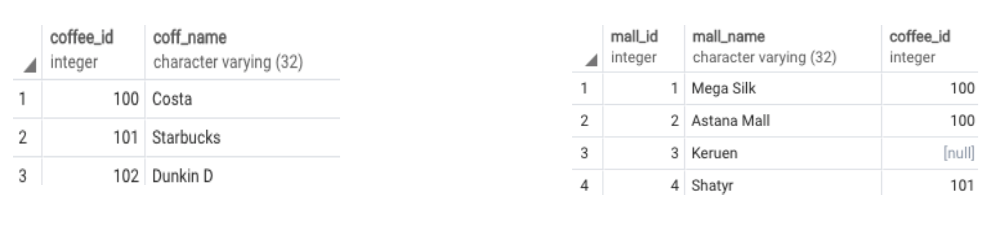 coffee_id coff_name
integer character varying (32)
1 100 Costa
2 101 Starbucks
3 102 Dunkin D
mall_id mall_name coffee_id
integer character varying (32) integer
1 1 Mega Silk 100
2 2 Astana Mall 100
3 3 Keruen [null]
4 4 Shatyr 101